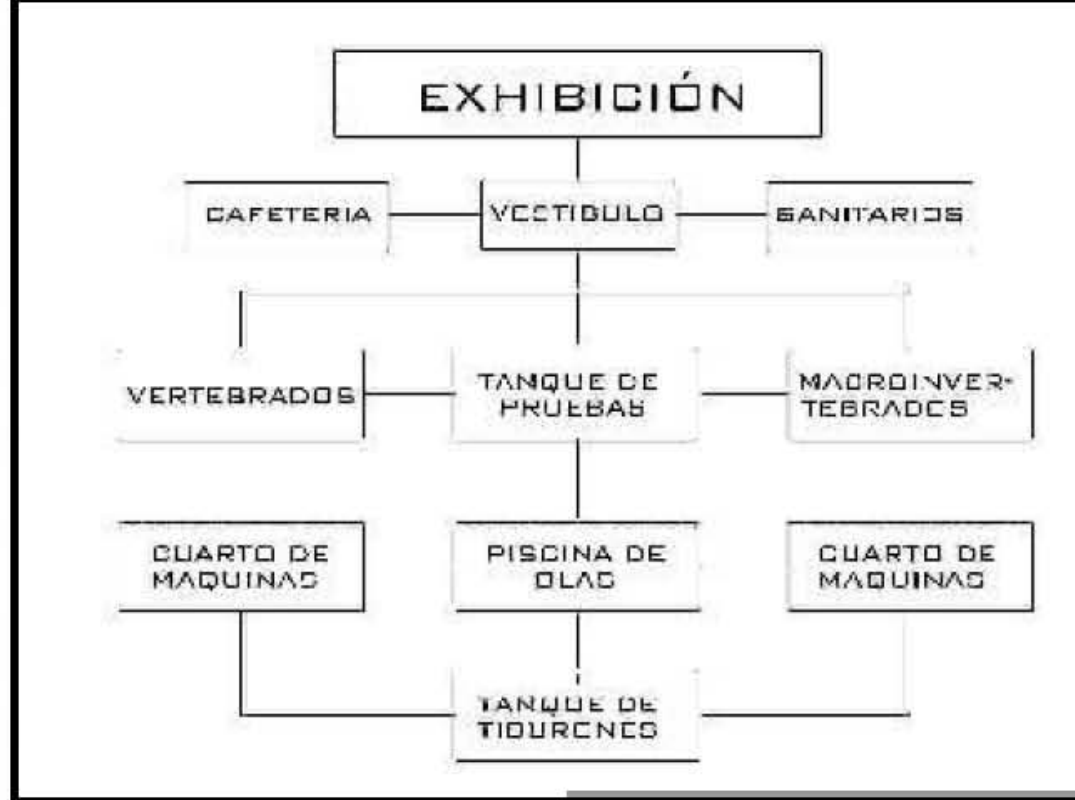 EXHIBICIÓN
CAFETERIA
VESTIBULO
SANITARIOS
VERTEBRADOS
TANQUE DE
PRUEBAS
MACROINVER-
TEBRADOS
CUARTO DE
MAQUINAS
PISCINA DE
OLAS
CUARTO DE
MAQUINAS
TANQUE DE
TIBURONES